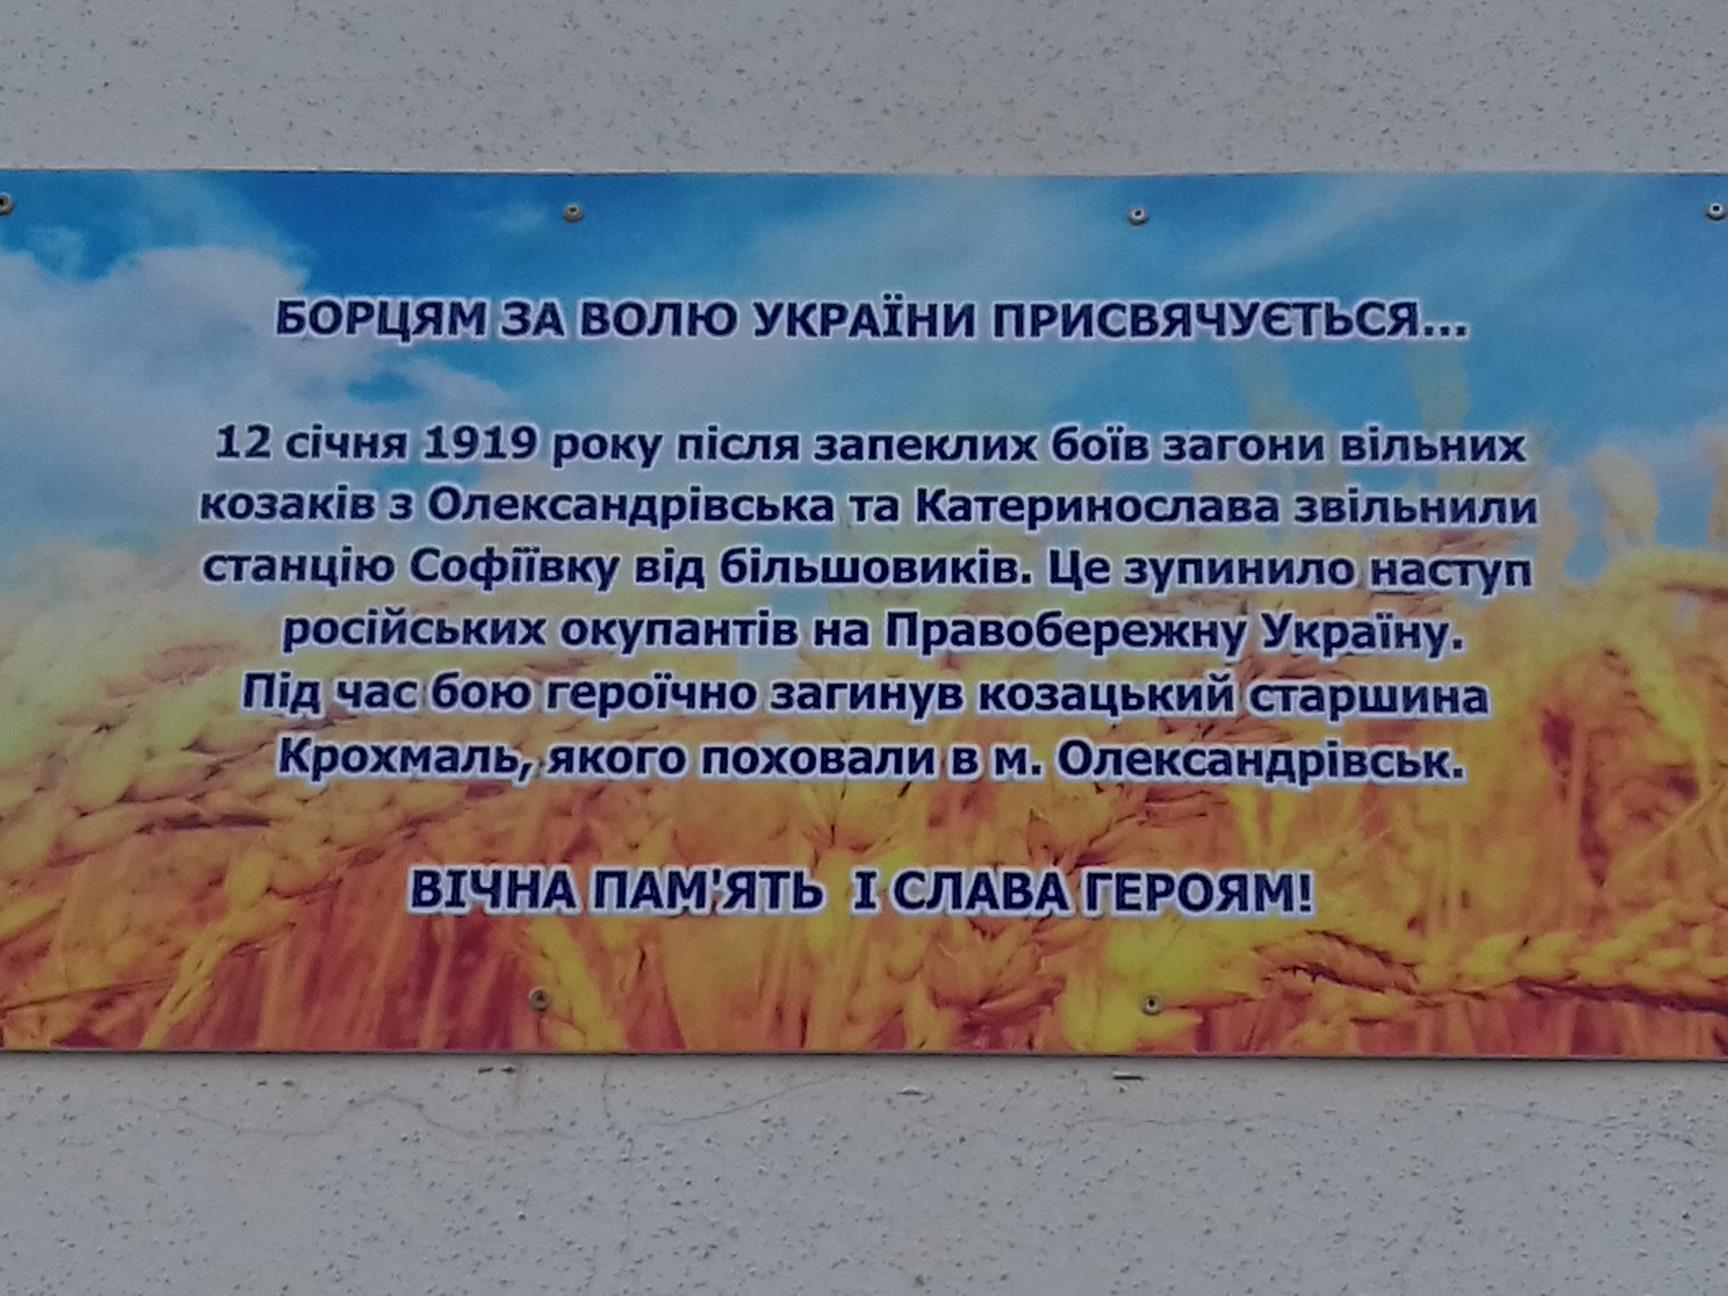 БОРЦЯМ ЗА ВОЛЮ УКРАЇНИ ПРИСВЯЧУЄТЬСЯ...
12 січня 1919 року після запеклих боїв загони вільних
козаків з Олександрівська та Катеринослава звільнили
станцію Софіївку від більшовиків. Це зупинило наступ
російських окупантів на Правобережну Україну.
Під час бою героїчно загинув козацький старшина
Крохмаль, якого поховали в м. Олександрівськ.
ВІЧНА ПАМ'ЯТЬ І СЛАВА ГЕРОЯМ!